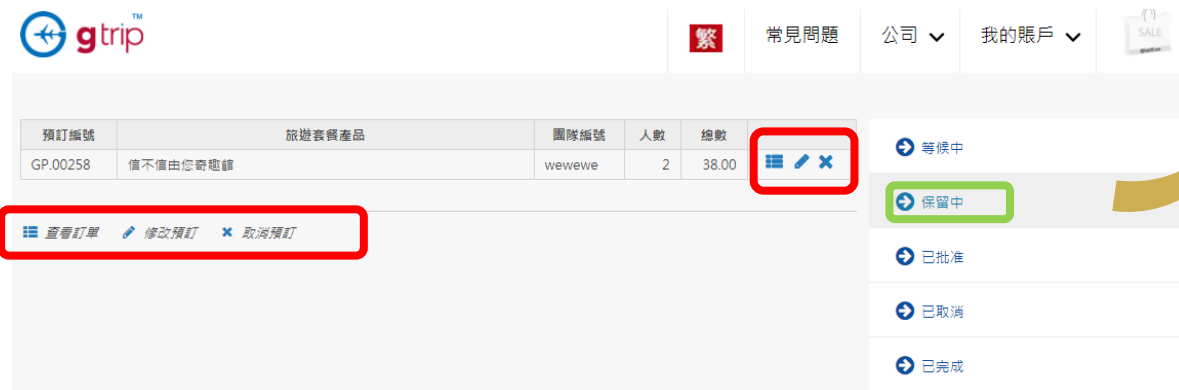 gtrip™
繁 常見問題 公司 我的賬戶 SALE
預訂編號 旅遊套餐產品 團隊編號 人數 總數
GP.00258 信不信由您奇趣館 wewewe 2 38.00
查看訂單 修改預訂 取消預訂
等候中
保留中
已批准
已取消
已完成